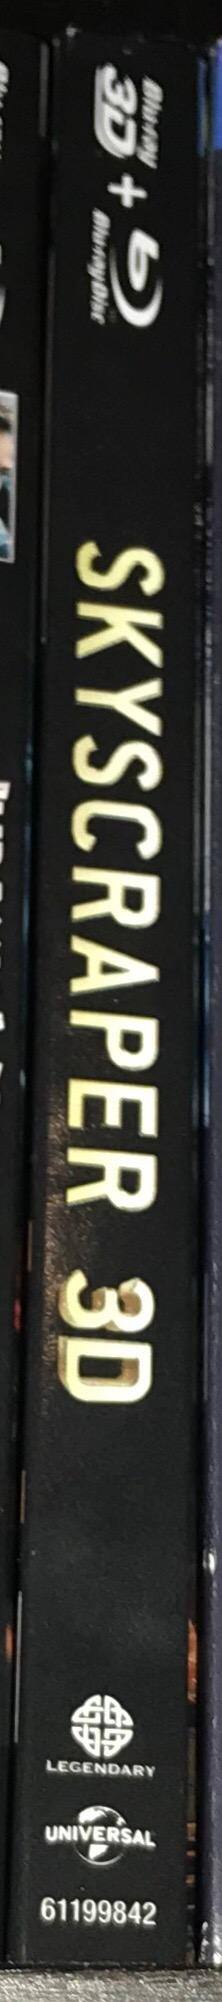 Blu-ray 3D + Blu-ray Disc
SKYSCRAPER 3D
LEGENDARY
UNIVERSAL
61199842